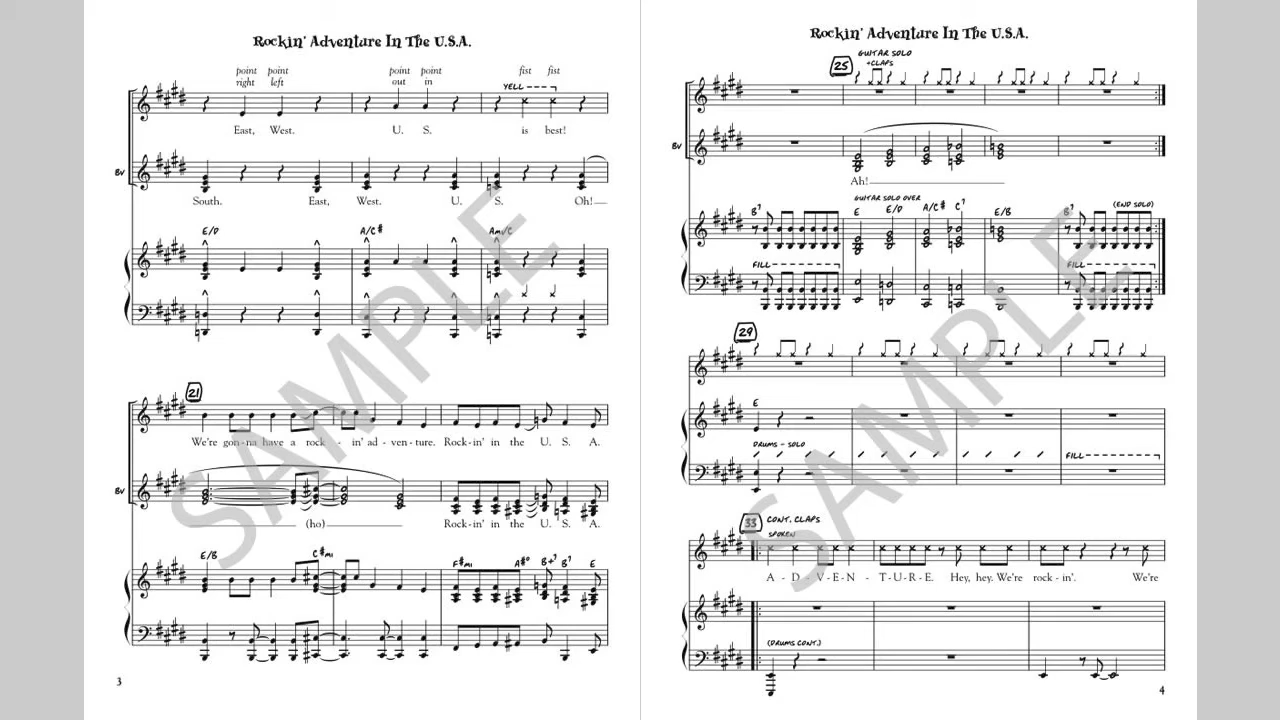 Rockin' Adventure In The U.S.A.
point point point point fist fist
right left out in
YELL
East, West. U. S. is best!
BV
South. East, West. U. S. Oh!
E/D A/C# Ami/C
21
We're gon-na have a rock - in' ad - ven - ture. Rock-in' in the U. S. A.
BV
(ho) Rock-in' in the U. S. A.
E/B C#mi F#mi A#° B+7 B7 E
3
Rockin' Adventure In The U.S.A.
25 GUITAR SOLO
+CLAPS
BV
Ah!
GUITAR SOLO OVER
B7 E E/D A/C# C7 E/B B7 (END SOLO)
FILL FILL
29
E
DRUMS - SOLO
FILL
33 CONT. CLAPS
SPOKEN
A - D - V-E-N - T-U-R-E. Hey, hey. We're rock - in'. We're
(DRUMS CONT.)
4
SAMPLE
SAMPLE